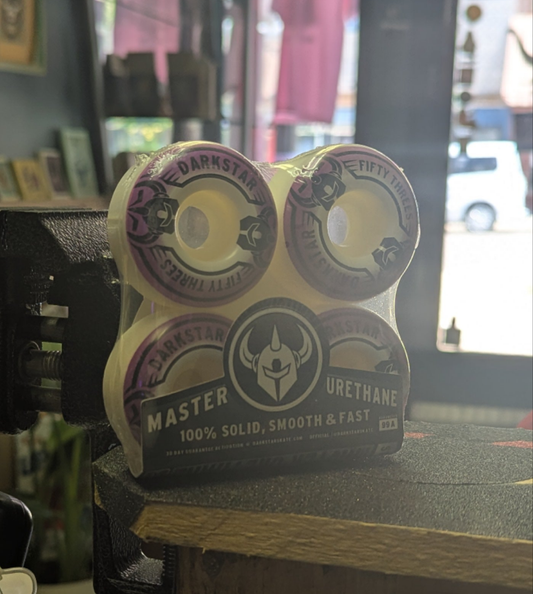 DARKSTAR
FIFTY THREES
FIFTY THREES
DARKSTAR
DARKSTAR
DARKSTAR
MASTER URETHANE
100% SOLID, SMOOTH & FAST